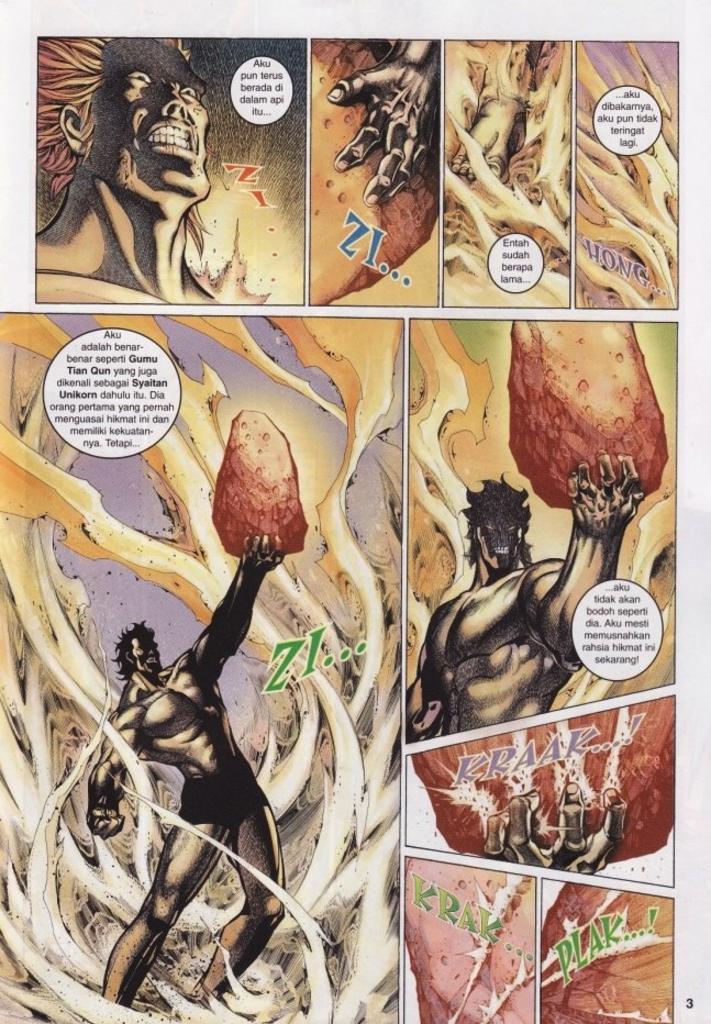 Aku
pun terus
berada di
dalam api
itu...
ZI
...
ZI...
Entah
sudah
berapa
lama...
...aku
dibakarnya,
aku pun tidak
teringat
lagi.
HONG...
Aku
adalah benar-
benar seperti Gumu
Tian Qun yang juga
dikenali sebagai Syaitan
Unikorn dahulu itu. Dia
orang pertama yang pernah
menguasai hikmat ini dan
memiliki kekuatan-
nya. Tetapi...
ZI...
...aku
tidak akan
bodoh seperti
dia. Aku mesti
memusnahkan
rahsia hikmat ini
sekarang!
KRAAK...!
KRAK...
PLAK...!
3